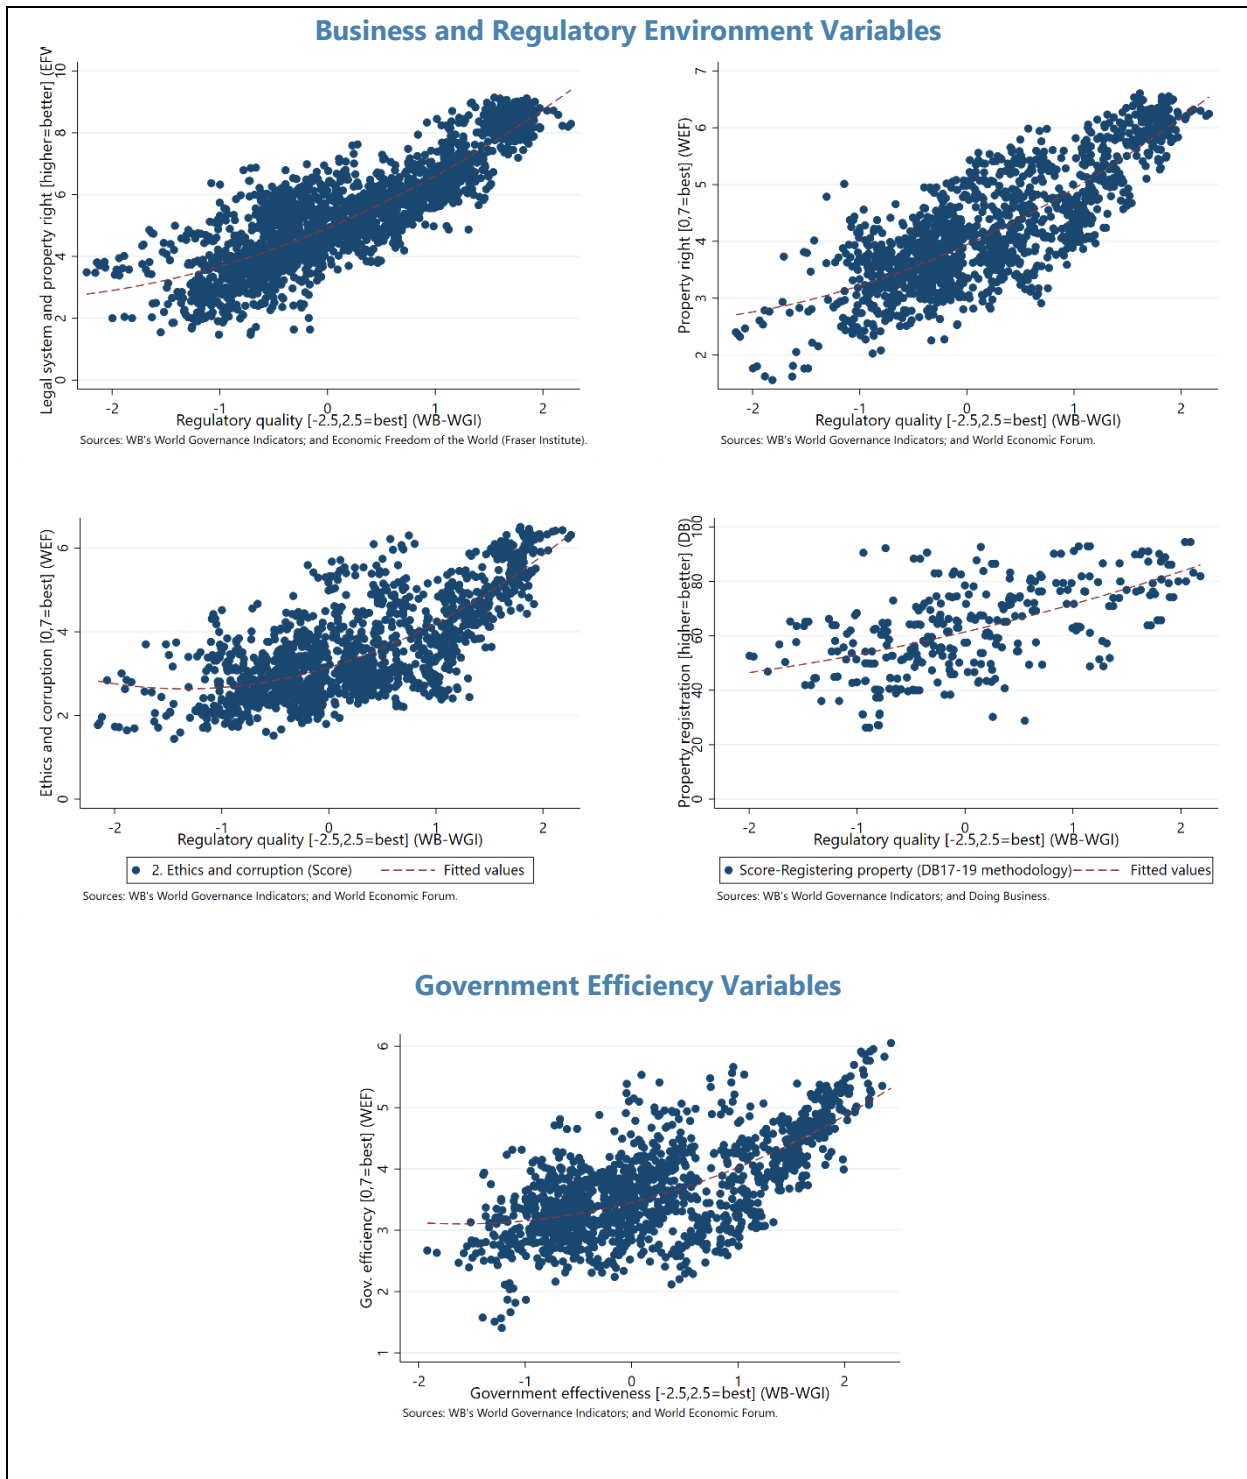 Business and Regulatory Environment Variables
Legal system and property right [higher=better] (EFW
0
2
4
6
8
10
-2
-1
0
1
2
Regulatory quality [-2.5,2.5=best] (WB-WGI)
Sources: WB's World Governance Indicators; and Economic Freedom of the World (Fraser Institute).
Property right [0,7=best] (WEF)
2
3
4
5
6
7
-2
-1
0
1
2
Regulatory quality [-2.5,2.5=best] (WB-WGI)
Sources: WB's World Governance Indicators; and World Economic Forum.
Ethics and corruption [0,7=best] (WEF)
0
2
4
6
-2
-1
0
1
2
Regulatory quality [-2.5,2.5=best] (WB-WGI)
2. Ethics and corruption (Score)
Fitted values
Sources: WB's World Governance Indicators; and World Economic Forum.
Property registration [higher=better] (DB)
0
20
40
60
80
100
-2
-1
0
1
2
Regulatory quality [-2.5,2.5=best] (WB-WGI)
Score-Registering property (DB17-19 methodology)
Fitted values
Sources: WB's World Governance Indicators; and Doing Business.
Government Efficiency Variables
Gov. efficiency [0,7=best] (WEF)
1
2
3
4
5
6
-2
-1
0
1
2
Government effectiveness [-2.5,2.5=best] (WB-WGI)
Sources: WB's World Governance Indicators; and World Economic Forum.